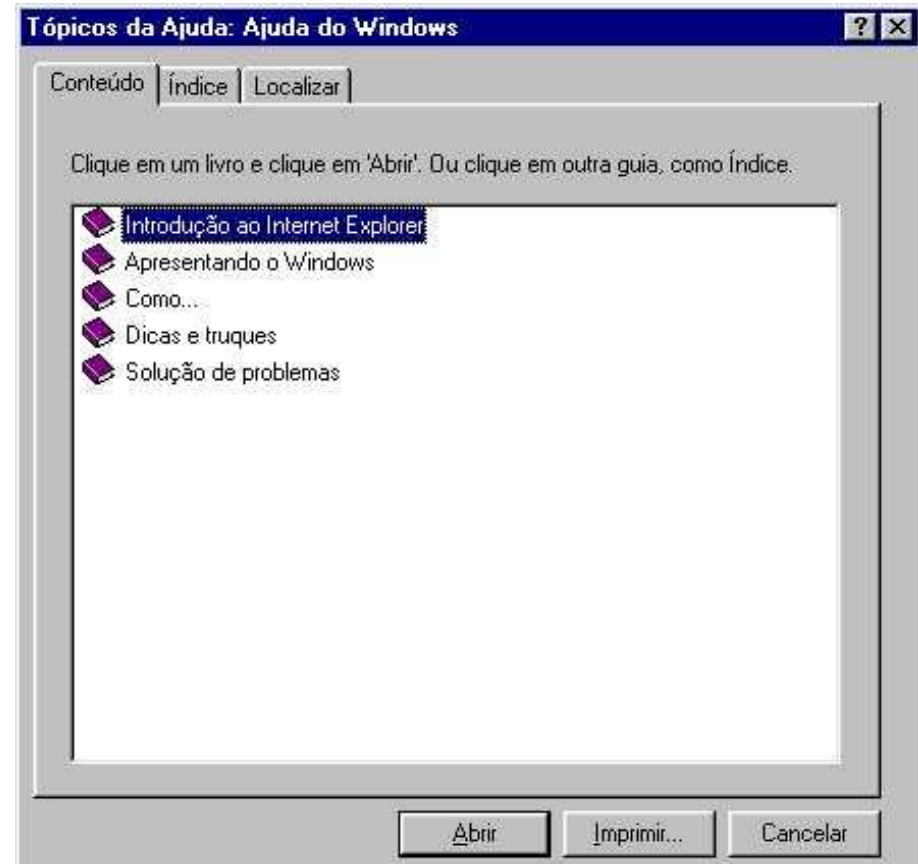 Tópicos da Ajuda: Ajuda do Windows
Conteúdo Índice Localizar
Clique em um livro e clique em 'Abrir'. Ou clique em outra guia, como Índice.
Introdução ao Internet Explorer
Apresentando o Windows
Como...
Dicas e truques
Solução de problemas
Abrir Imprimir... Cancelar